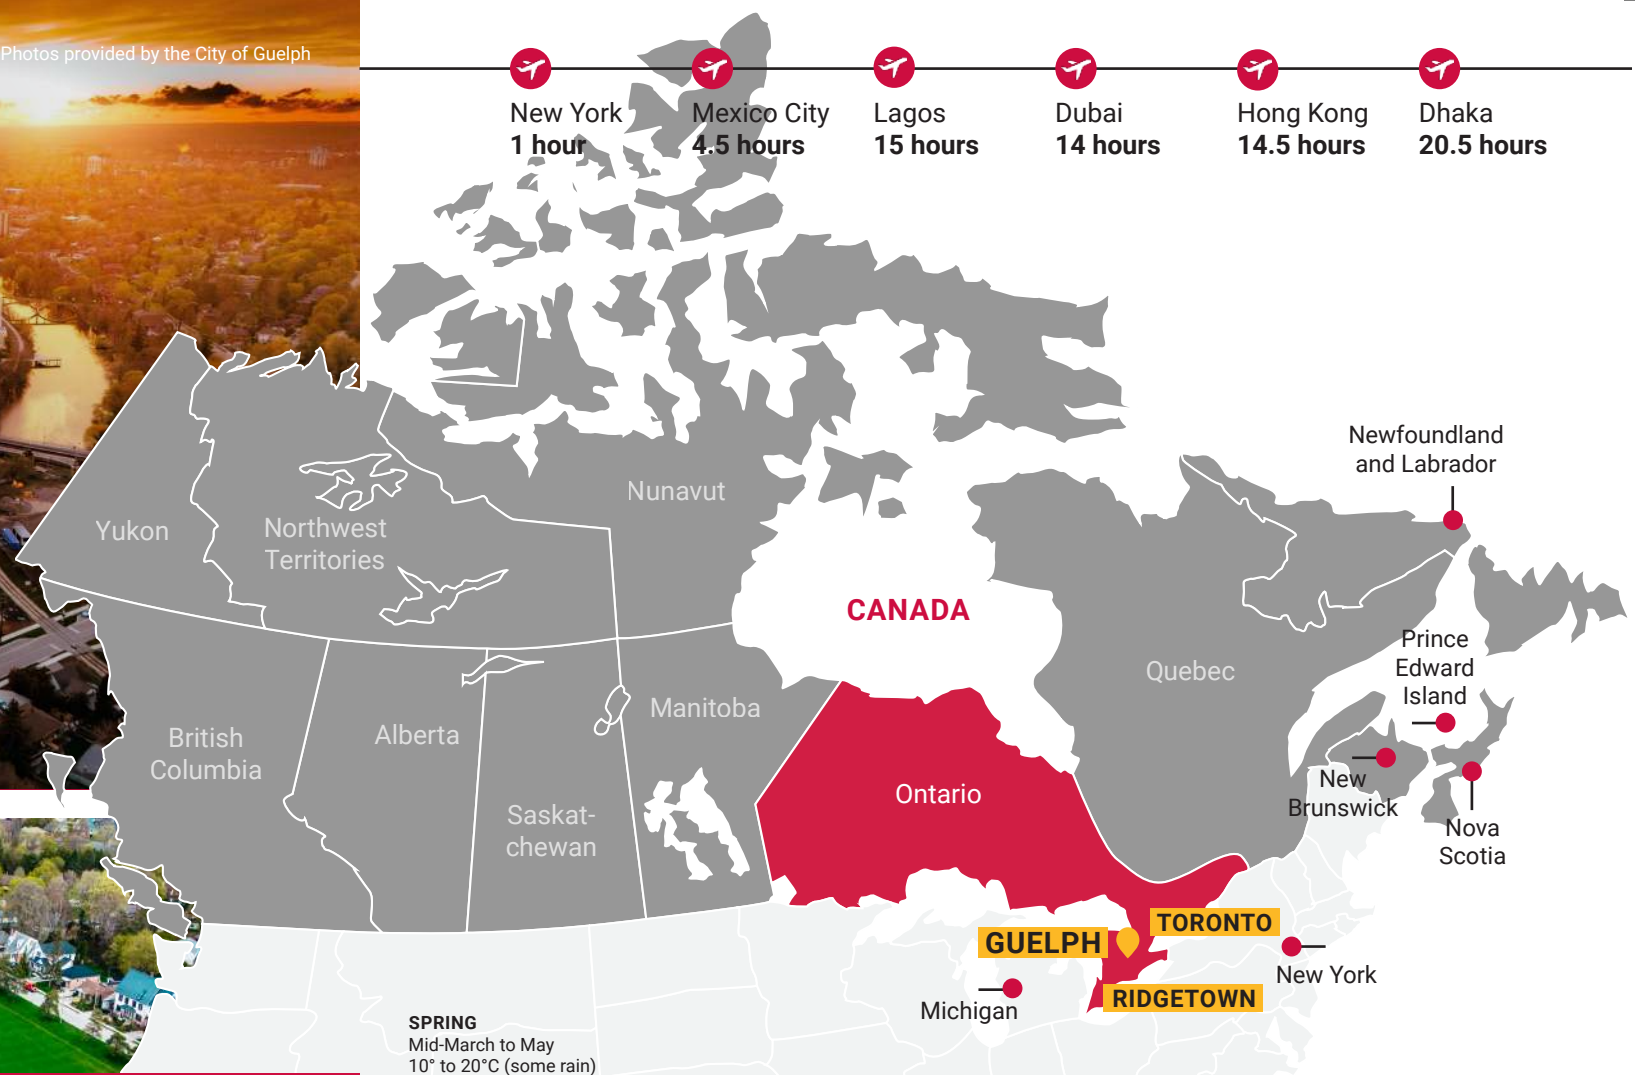 Photos provided by the City of Guelph
New York
1 hour
Mexico City
4.5 hours
Lagos
15 hours
Dubai
14 hours
Hong Kong
14.5 hours
Dhaka
20.5 hours
Newfoundland
and Labrador
Nunavut
Yukon
Northwest
Territories
CANADA
Prince
Edward
Island
Quebec
Manitoba
British
Columbia
Alberta
Ontario
New
Brunswick
Saskat-
chewan
Nova
Scotia
TORONTO
GUELPH
New York
RIDGETOWN
Michigan
SPRING
Mid-March to May
10° to 20°C (some rain)